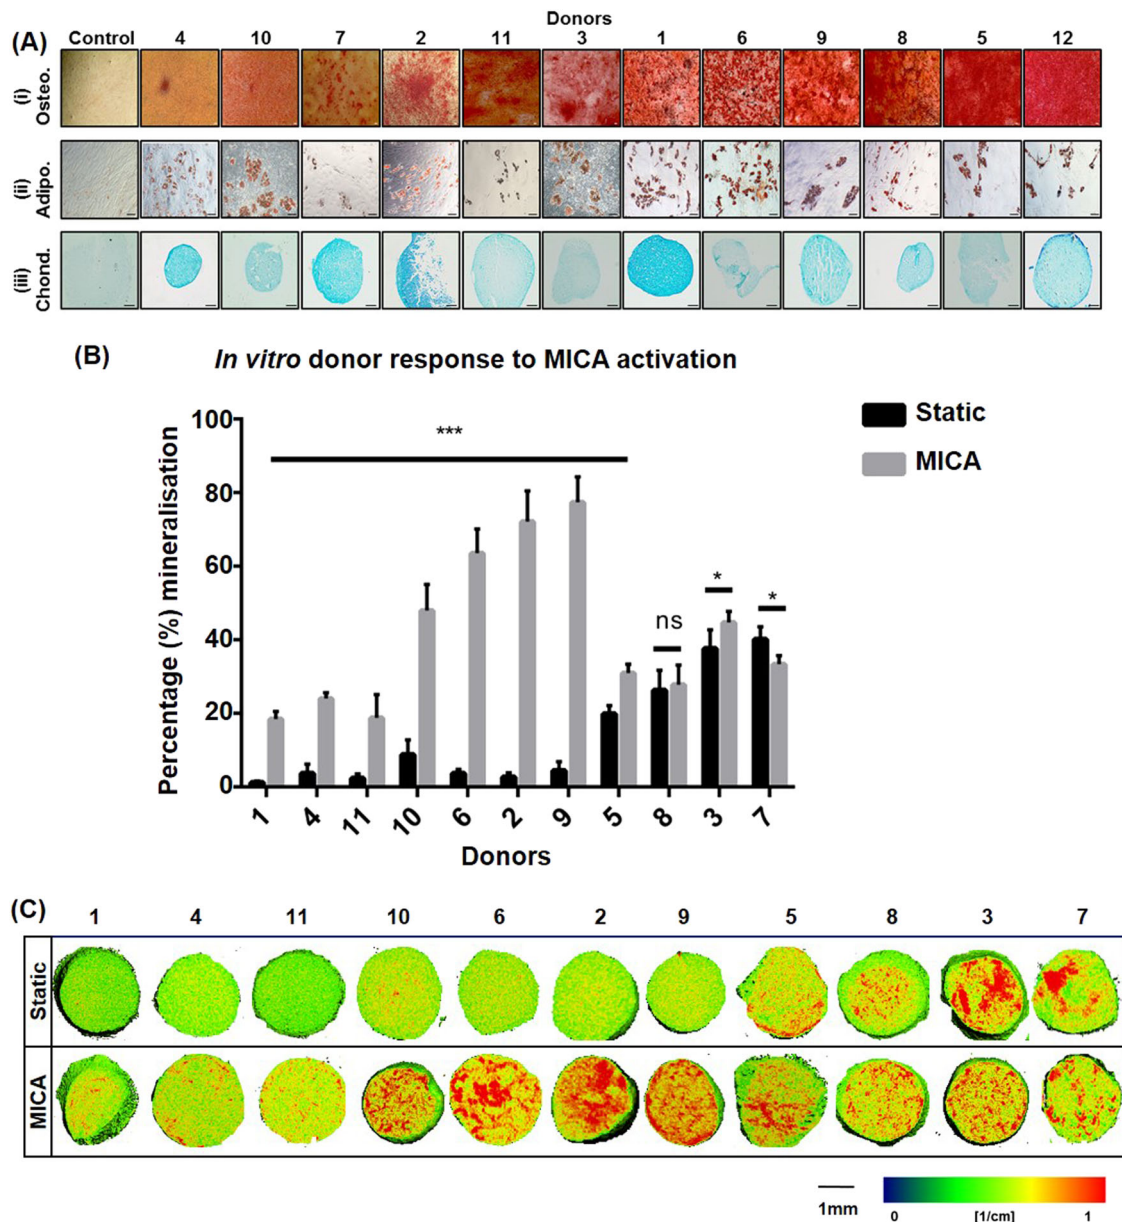 Donors
(A) Control 4 10 7 2 11 3 1 6 9 8 5 12
(i) Osteo.
(ii) Adipo.
(iii) Chond.
(B) In vitro donor response to MICA activation
Static
MICA
Percentage (%) mineralisation
100
80
60
40
20
0
***
ns
*
*
1 4 11 10 6 2 9 5 8 3 7
Donors
(C) 1 4 11 10 6 2 9 5 8 3 7
Static
MICA
1mm
0 [1/cm] 1